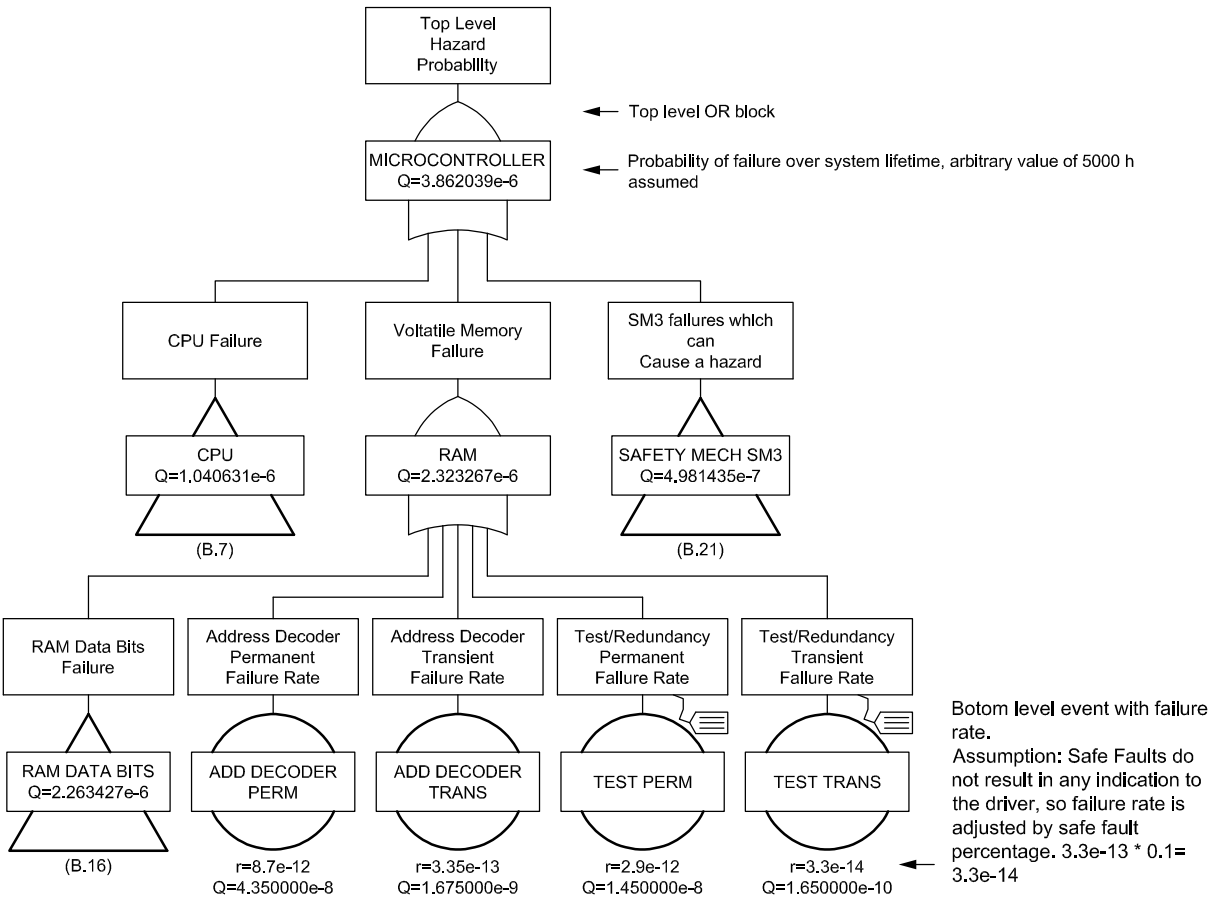 Top Level
Hazard
Probability
Top level OR block
MICROCONTROLLER
Q=3.862039e-6
Probability of failure over system lifetime, arbitrary value of 5000 h
assumed
CPU Failure
Voltatile Memory
Failure
SM3 failures which
can
Cause a hazard
CPU
Q=1.040631e-6
RAM
Q=2.323267e-6
SAFETY MECH SM3
Q=4.981435e-7
(B.7)
(B.21)
RAM Data Bits
Failure
Address Decoder
Permanent
Failure Rate
Address Decoder
Transient
Failure Rate
Test/Redundancy
Permanent
Failure Rate
Test/Redundancy
Transient
Failure Rate
RAM DATA BITS
Q=2.263427e-6
ADD DECODER
PERM
ADD DECODER
TRANS
TEST PERM
TEST TRANS
(B.16)
r=8.7e-12
Q=4.350000e-8
r=3.35e-13
Q=1.675000e-9
r=2.9e-12
Q=1.450000e-8
r=3.3e-14
Q=1.650000e-10
Botom level event with failure
rate.
Assumption: Safe Faults do
not result in any indication to
the driver, so failure rate is
adjusted by safe fault
percentage. 3.3e-13 * 0.1=
3.3e-14